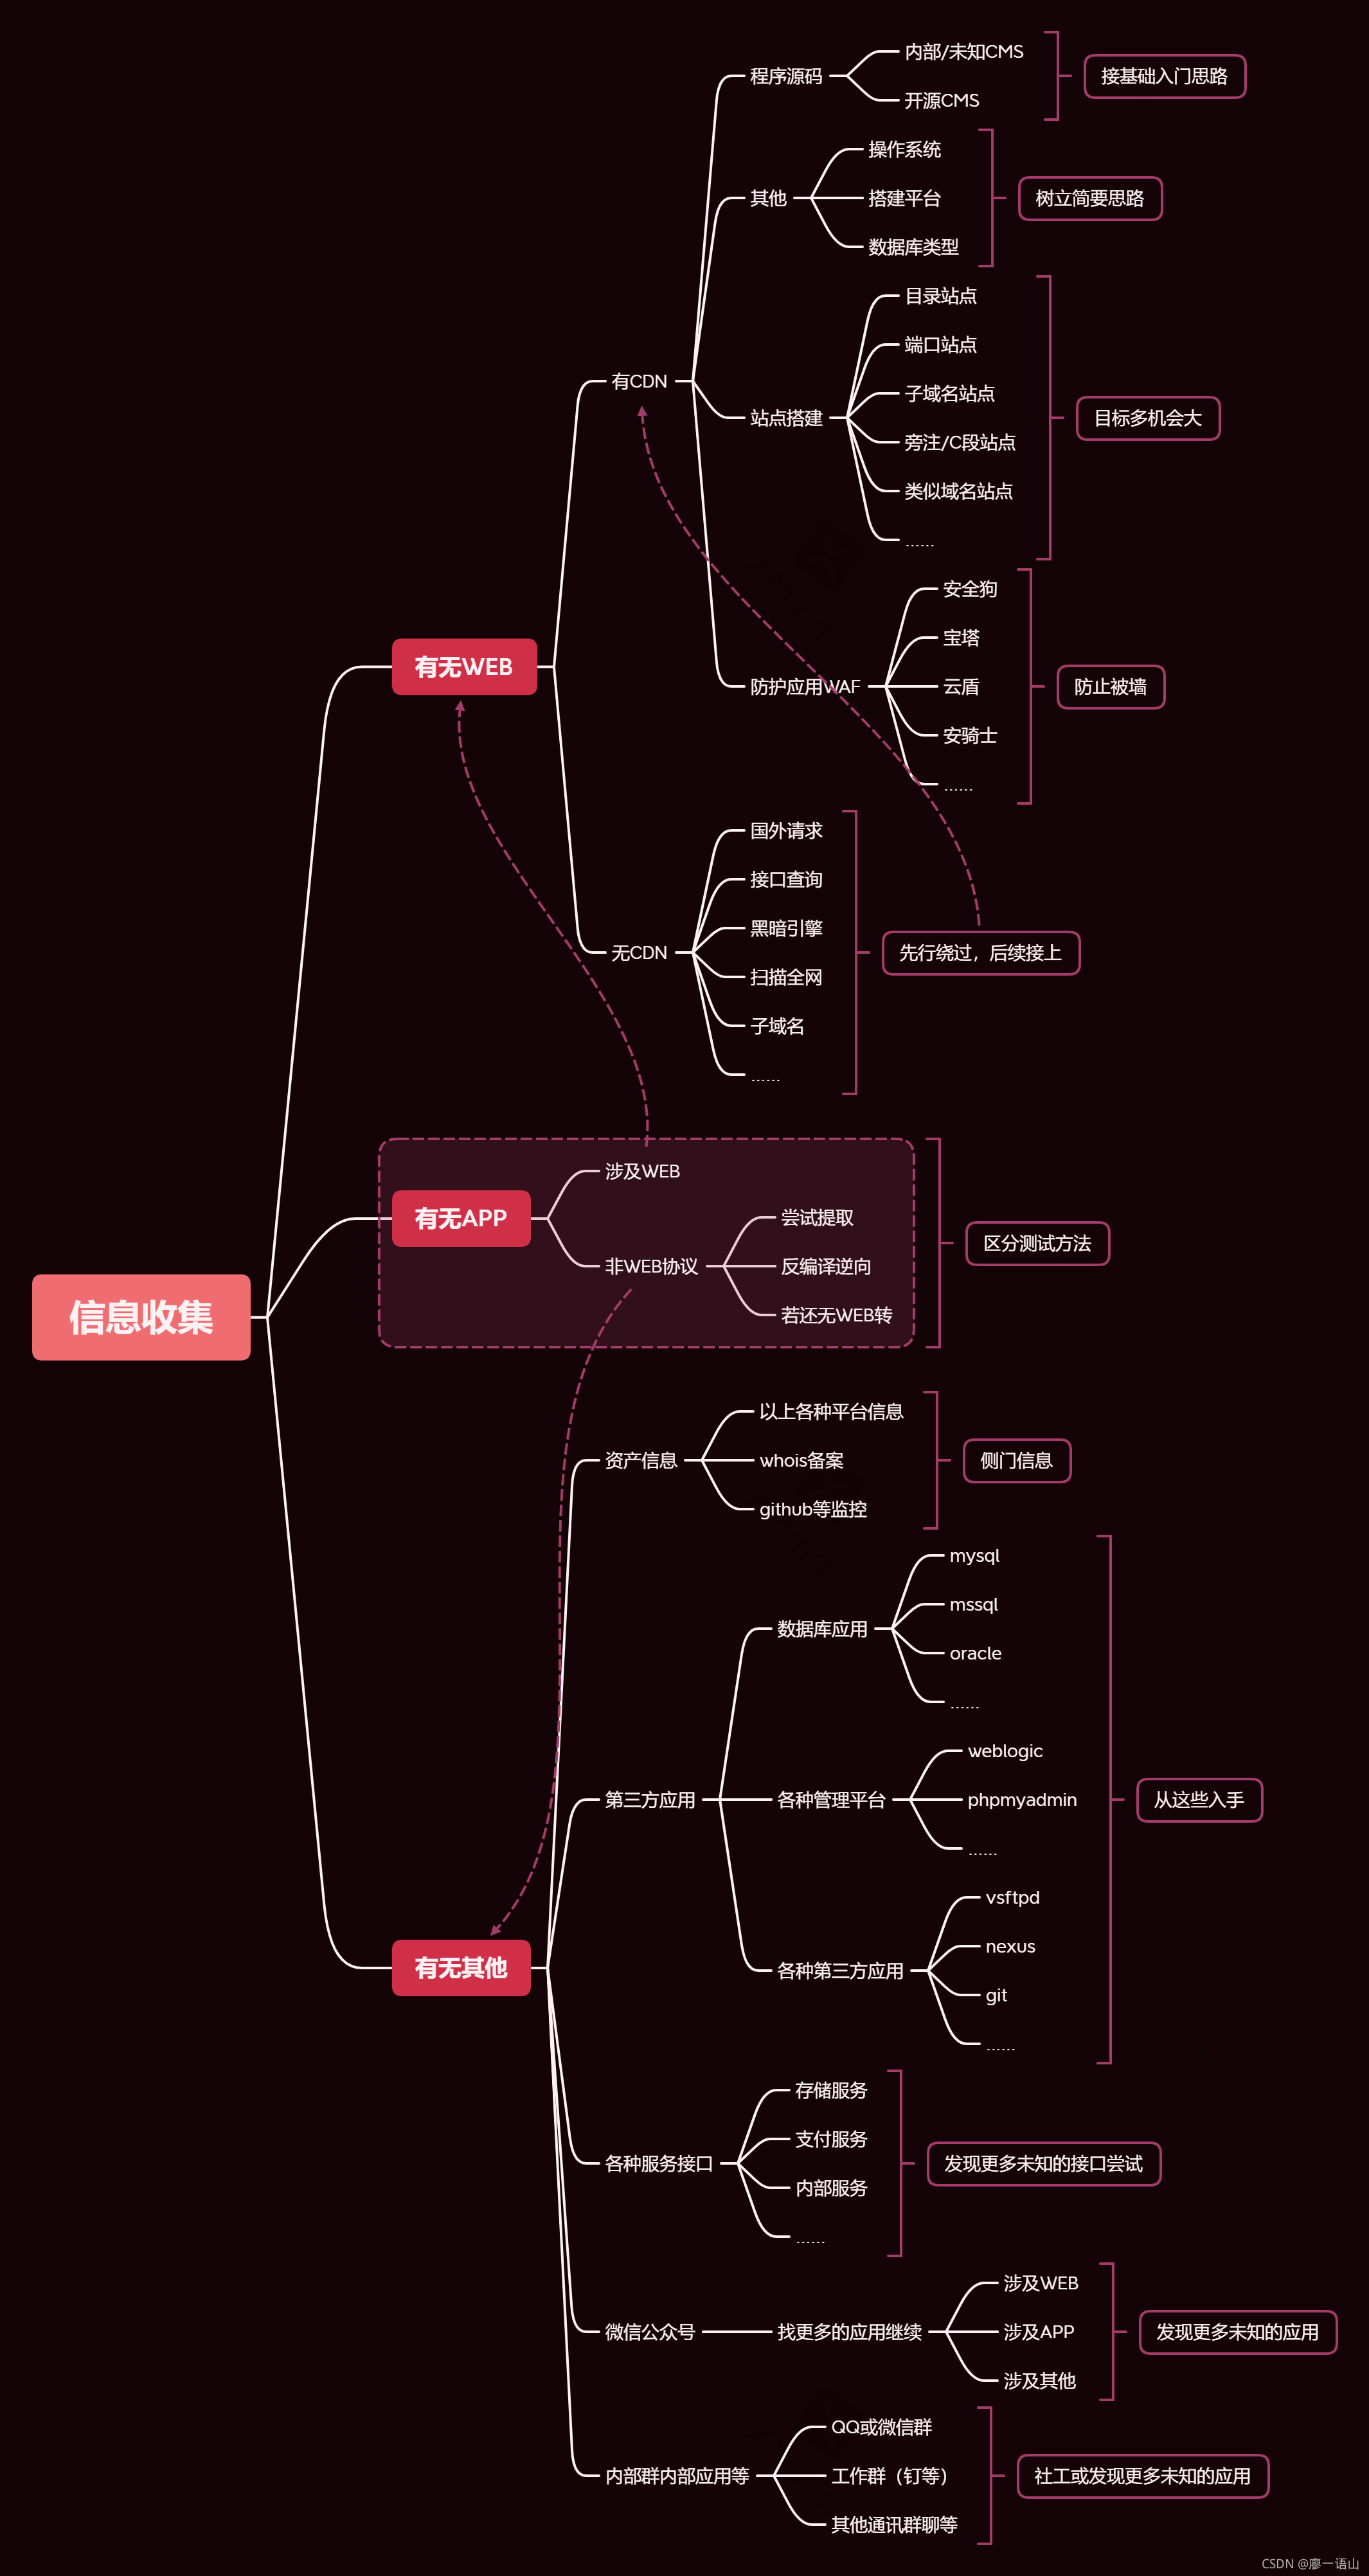 信息收集
有无WEB
有CDN
程序源码
内部/未知CMS
开源CMS
接基础入门思路
其他
操作系统
搭建平台
数据库类型
树立简要思路
站点搭建
目录站点
端口站点
子域名站点
旁注/C段站点
类似域名站点
......
目标多机会大
防护应用WAF
安全狗
宝塔
云盾
安骑士
......
防止被墙
无CDN
国外请求
接口查询
黑暗引擎
扫描全网
子域名
......
先行绕过，后续接上
有无APP
涉及WEB
非WEB协议
尝试提取
反编译逆向
若还无WEB转
区分测试方法
有无其他
资产信息
以上各种平台信息
whois备案
github等监控
侧门信息
第三方应用
数据库应用
mysql
mssql
oracle
......
各种管理平台
weblogic
phpmyadmin
......
各种第三方应用
vsftpd
nexus
git
......
从这些入手
各种服务接口
存储服务
支付服务
内部服务
......
发现更多未知的接口尝试
微信公众号
找更多的应用继续
涉及WEB
涉及APP
涉及其他
发现更多未知的应用
内部群内部应用等
QQ或微信群
工作群（钉等）
其他通讯群聊等
社工或发现更多未知的应用
CSDN @廖一语山